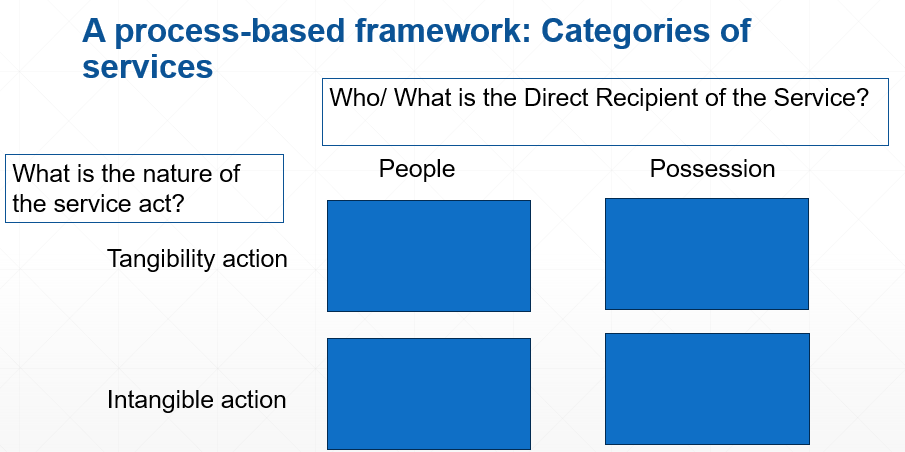 A process-based framework: Categories of
services
Who/ What is the Direct Recipient of the Service?
What is the nature of
the service act?
People
Possession
Tangibility action
Intangible action